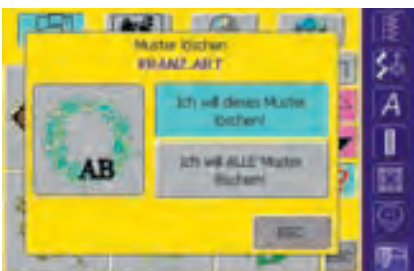 Muster löschen
KRANZ.ART
Ich will dieses Muster
löschen!
AB
Ich will ALLE Muster
löschen!
ESC
A